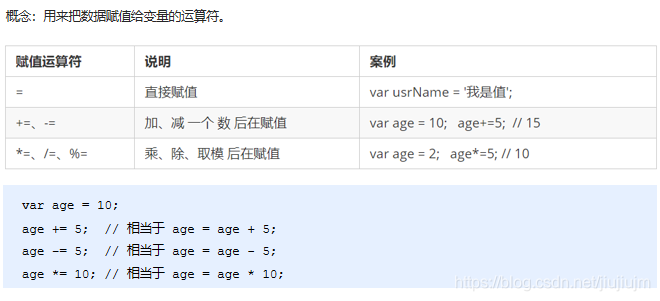 概念：用来把数据赋值给变量的运算符。
赋值运算符 说明 案例
= 直接赋值 var usrName = '我是值';
+=、-= 加、减 一个 数 后在赋值 var age = 10; age+=5; // 15
*=、/=、%= 乘、除、取模 后在赋值 var age = 2; age*=5; // 10
var age = 10;
age += 5; // 相当于 age = age + 5;
age -= 5; // 相当于 age = age - 5;
age *= 10; // 相当于 age = age * 10;
https://blog.csdn.net/jiujiujm